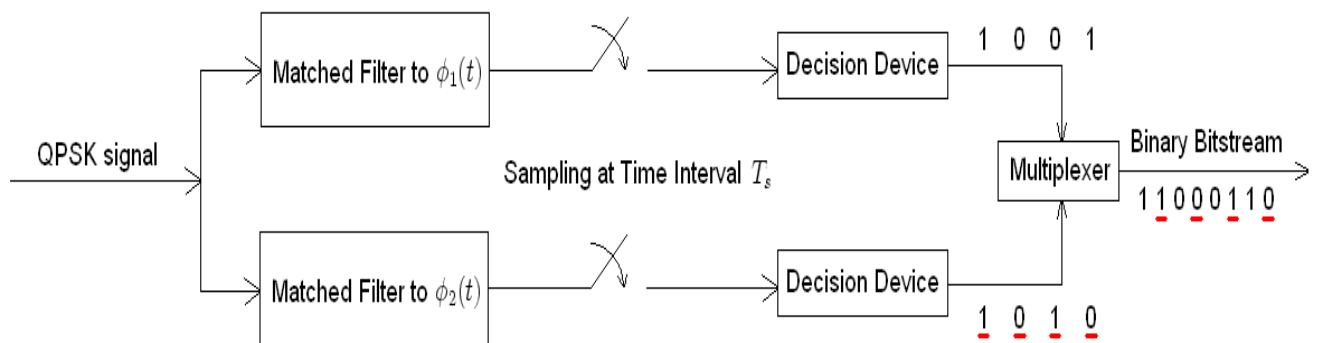 1 0 0 1
Matched Filter to ϕ₁(t)
Decision Device
QPSK signal
Sampling at Time Interval Tₛ
Multiplexer
Binary Bitstream
1 1 0 0 0 1 1 0
Matched Filter to ϕ₂(t)
Decision Device
1 0 1 0